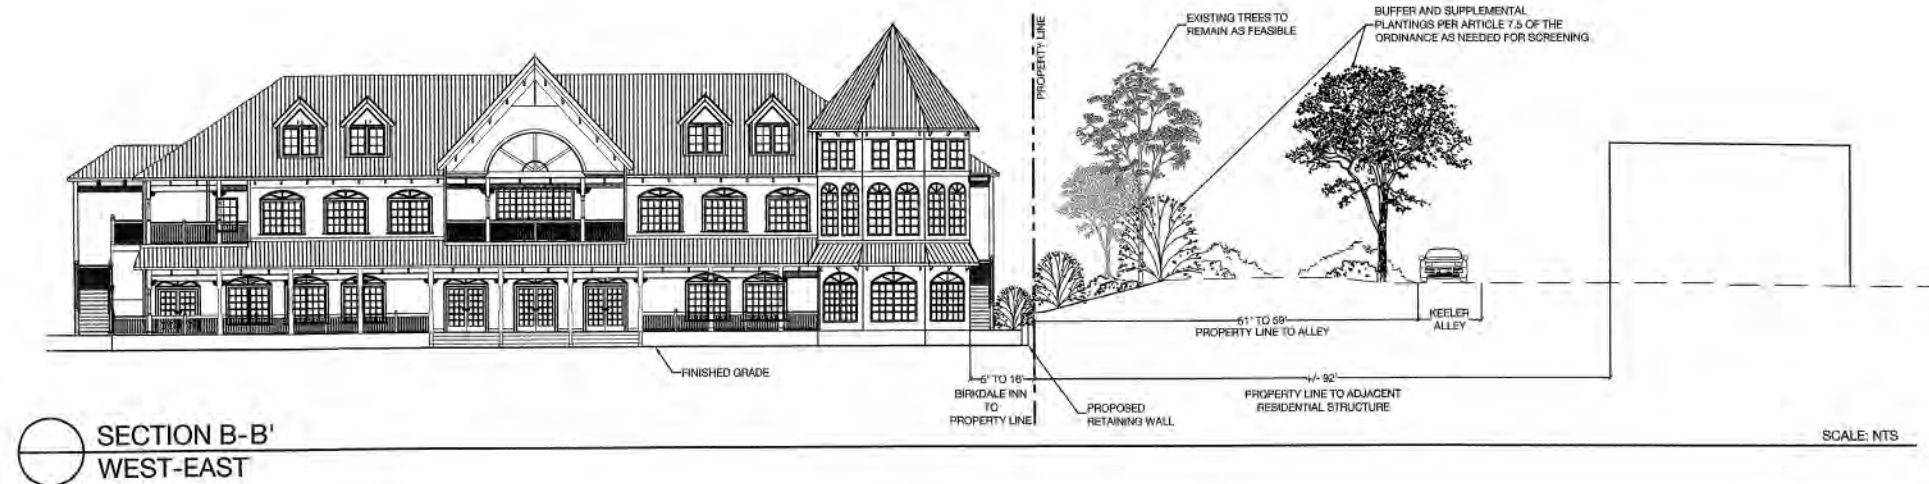 PROPERTY LINE
EXISTING TREES TO
REMAIN AS FEASIBLE
BUFFER AND SUPPLEMENTAL
PLANTINGS PER ARTICLE 7.5 OF THE
ORDINANCE AS NEEDED FOR SCREENING
51' TO 59'
PROPERTY LINE TO ALLEY
KEELER
ALLEY
FINISHED GRADE
TO 16'
BIRKDALE INN
TO
PROPERTY LINE
+/- 92'
PROPERTY LINE TO ADJACENT
RESIDENTIAL STRUCTURE
PROPOSED
RETAINING WALL
SECTION B-B'
WEST-EAST
SCALE: NTS